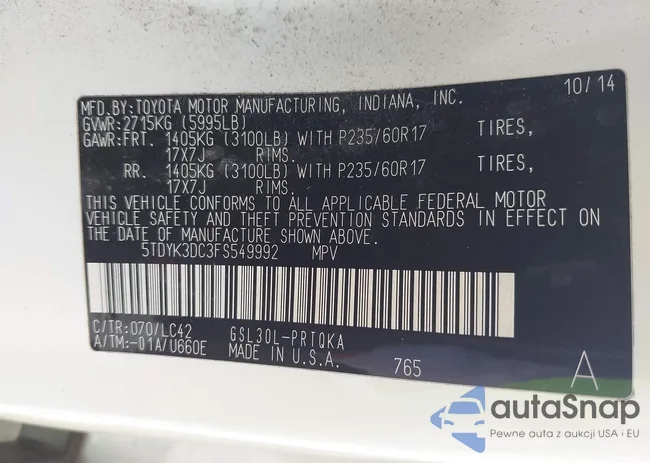 MFD.BY:TOYOTA MOTOR MANUFACTURING, INDIANA, INC. 10/14
GVWR:2715KG (5995LB)
GAWR:FRT. 1405KG (3100LB) WITH P235/60R17 TIRES,
17X7J RIMS.
RR. 1405KG (3100LB) WITH P235/60R17 TIRES,
17X7J RIMS.
THIS VEHICLE CONFORMS TO ALL APPLICABLE FEDERAL MOTOR
VEHICLE SAFETY AND THEFT PREVENTION STANDARDS IN EFFECT ON
THE DATE OF MANUFACTURE SHOWN ABOVE.
5TDYK3DC3FS549992 MPV
C/TR:070/LC42 GSL30L-PRTQKA
A/TM:-01A/U660E MADE IN U.S.A. 765 A
autaSnap
Pewne auta z aukcji USA i EU